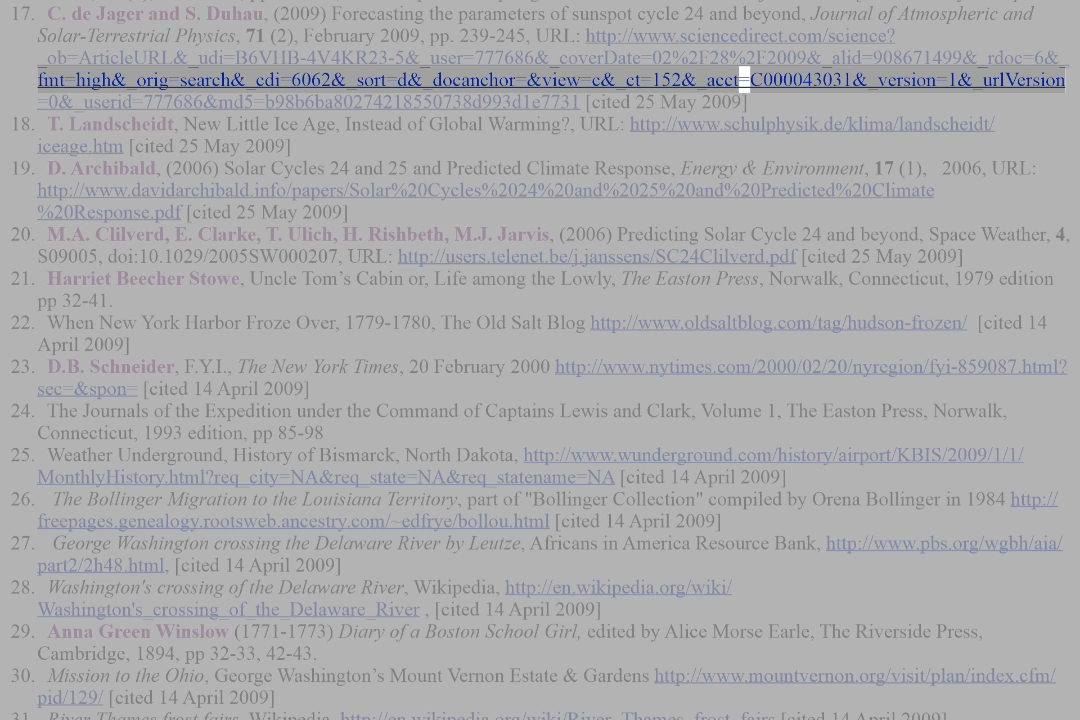 17. C. de Jager and S. Duhau, (2009) Forecasting the parameters of sunspot cycle 24 and beyond, Journal of Atmospheric and
Solar-Terrestrial Physics, 71 (2), February 2009, pp. 239-245, URL: http://www.sciencedirect.com/science?
_ob=ArticleURL&_udi=B6VHB-4V4KR23-5&_user=777686&_coverDate=02%2F28%2F2009&_alid=908671499&_rdoc=6&_
fmt=high&_orig=search&_cdi=6062&_sort=d&_docanchor=&view=c&_ct=152&_acct=C000043031&_version=1&_urlVersion
=0&_userid=777686&md5=b98b6ba80274218550738d993d1e7731 [cited 25 May 2009]
18. T. Landscheidt, New Little Ice Age, Instead of Global Warming?, URL: http://www.schulphysik.de/klima/landscheidt/
iceage.htm [cited 25 May 2009]
19. D. Archibald, (2006) Solar Cycles 24 and 25 and Predicted Climate Response, Energy & Environment, 17 (1), 2006, URL:
http://www.davidarchibald.info/papers/Solar%20Cycles%2024%20and%2025%20and%20Predicted%20Climate
%20Response.pdf [cited 25 May 2009]
20. M.A. Clilverd, E. Clarke, T. Ulich, H. Rishbeth, M.J. Jarvis, (2006) Predicting Solar Cycle 24 and beyond, Space Weather, 4,
S09005, doi:10.1029/2005SW000207, URL: http://users.telenet.be/j.janssens/SC24Clilverd.pdf [cited 25 May 2009]
21. Harriet Beecher Stowe, Uncle Tom's Cabin or, Life among the Lowly, The Easton Press, Norwalk, Connecticut, 1979 edition
pp 32-41.
22. When New York Harbor Froze Over, 1779-1780, The Old Salt Blog http://www.oldsaltblog.com/tag/hudson-frozen/ [cited 14
April 2009]
23. D.B. Schneider, F.Y.I., The New York Times, 20 February 2000 http://www.nytimes.com/2000/02/20/nyregion/fyi-859087.html?
sec=&spon= [cited 14 April 2009]
24. The Journals of the Expedition under the Command of Captains Lewis and Clark, Volume 1, The Easton Press, Norwalk,
Connecticut, 1993 edition, pp 85-98
25. Weather Underground, History of Bismarck, North Dakota, http://www.wunderground.com/history/airport/KBIS/2009/1/1/
MonthlyHistory.html?req_city=NA&req_state=NA&req_statename=NA [cited 14 April 2009]
26. The Bollinger Migration to the Louisiana Territory, part of "Bollinger Collection" compiled by Orena Bollinger in 1984 http://
freepages.genealogy.rootsweb.ancestry.com/~edfrye/bollou.html [cited 14 April 2009]
27. George Washington crossing the Delaware River by Leutze, Africans in America Resource Bank, http://www.pbs.org/wgbh/aia/
part2/2h48.html, [cited 14 April 2009]
28. Washington's crossing of the Delaware River, Wikipedia, http://en.wikipedia.org/wiki/
Washington's_crossing_of_the_Delaware_River , [cited 14 April 2009]
29. Anna Green Winslow (1771-1773) Diary of a Boston School Girl, edited by Alice Morse Earle, The Riverside Press,
Cambridge, 1894, pp 32-33, 42-43.
30. Mission to the Ohio, George Washington's Mount Vernon Estate & Gardens http://www.mountvernon.org/visit/plan/index.cfm/
pid/129/ [cited 14 April 2009]
31. River Thames frost fairs, Wikipedia, http://en.wikipedia.org/wiki/River_Thames_frost_fairs [cited 14 April 2009]